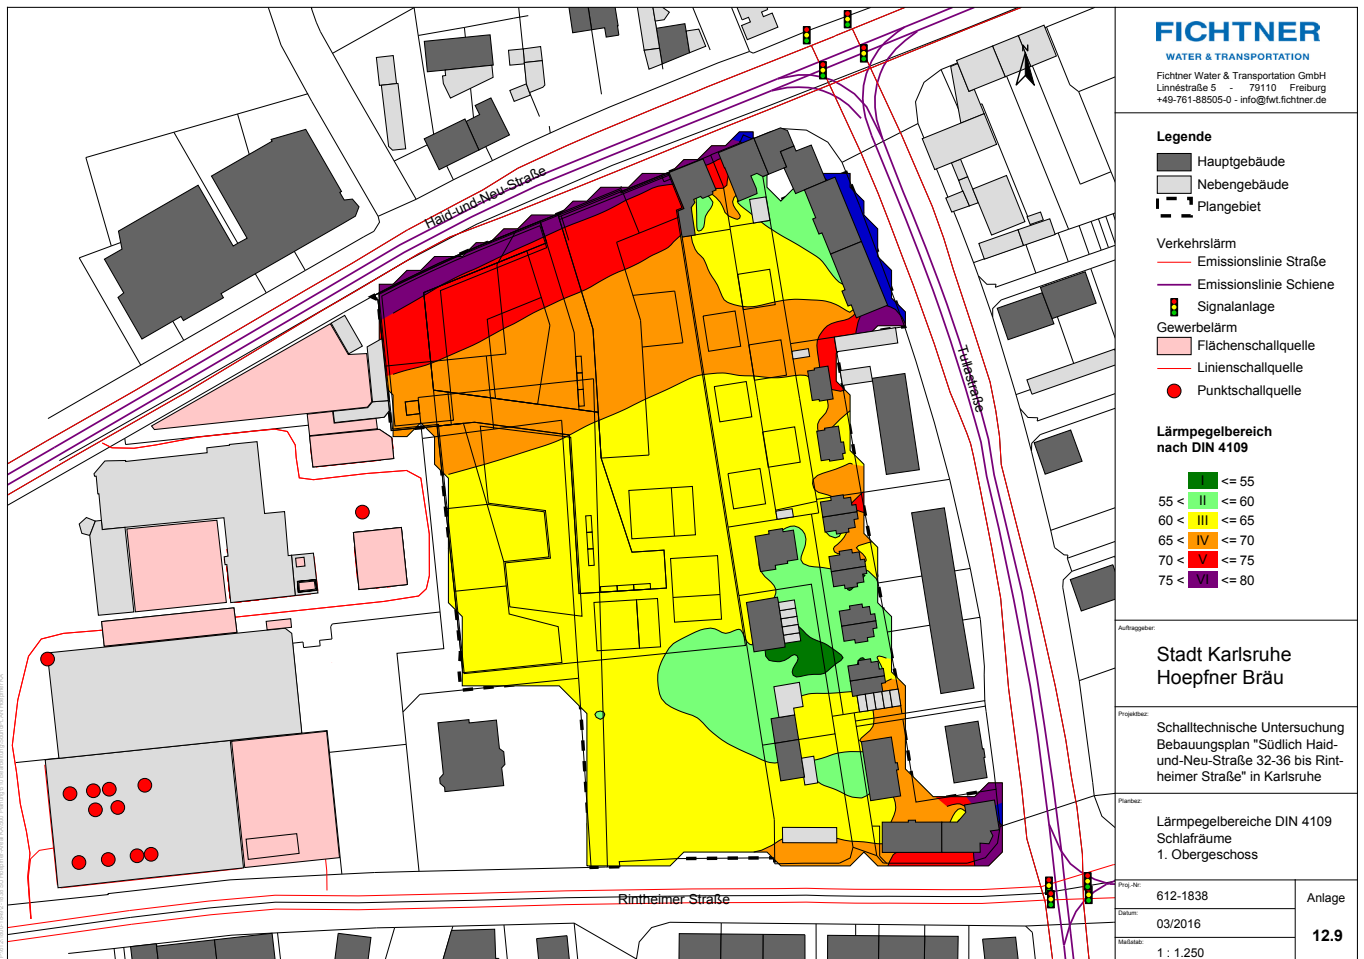 Haid-und-Neu-Straße
Tullastraße
Rintheimer Straße
N
FICHTNER
WATER & TRANSPORTATION
Fichtner Water & Transportation GmbH
Linnéstraße 5 - 79110 Freiburg
+49-761-88505-0 - info@fwt.fichtner.de
Legende
Hauptgebäude
Nebengebäude
Plangebiet
Verkehrslärm
Emissionslinie Straße
Emissionslinie Schiene
Signalanlage
Gewerbelärm
Flächenschallquelle
Linienschallquelle
Punktschallquelle
Lärmpegelbereich
nach DIN 4109
I <= 55
55 < II <= 60
60 < III <= 65
65 < IV <= 70
70 < V <= 75
75 < VI <= 80
Auftraggeber:
Stadt Karlsruhe
Hoepfner Bräu
Projektbez:
Schalltechnische Untersuchung
Bebauungsplan "Südlich Haid-
und-Neu-Straße 32-36 bis Rint-
heimer Straße" in Karlsruhe
Planbez:
Lärmpegelbereiche DIN 4109
Schlafräume
1. Obergeschoss
Proj.-Nr:
612-1838
Datum:
03/2016
Maßstab:
1 : 1.250
Anlage
12.9